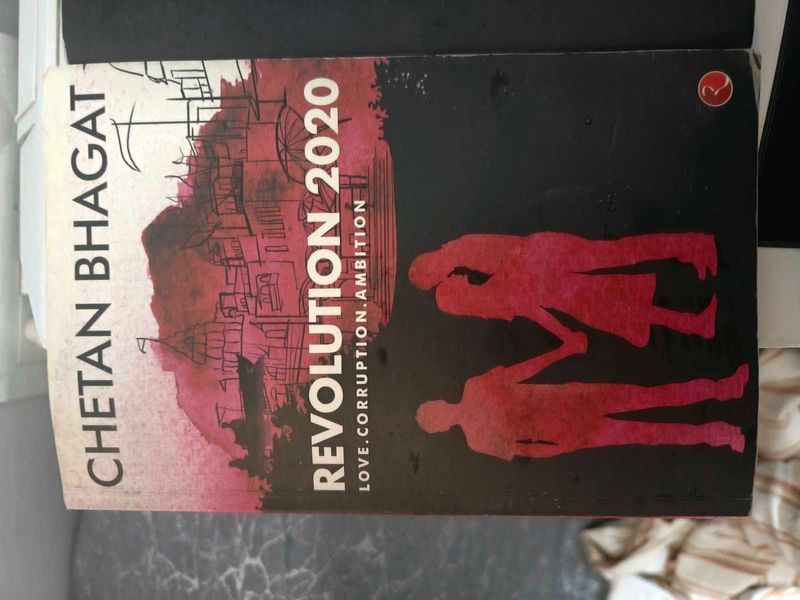 CHETAN BHAGAT
REVOLUTION 2020
LOVE.CORRUPTION.AMBITION
R